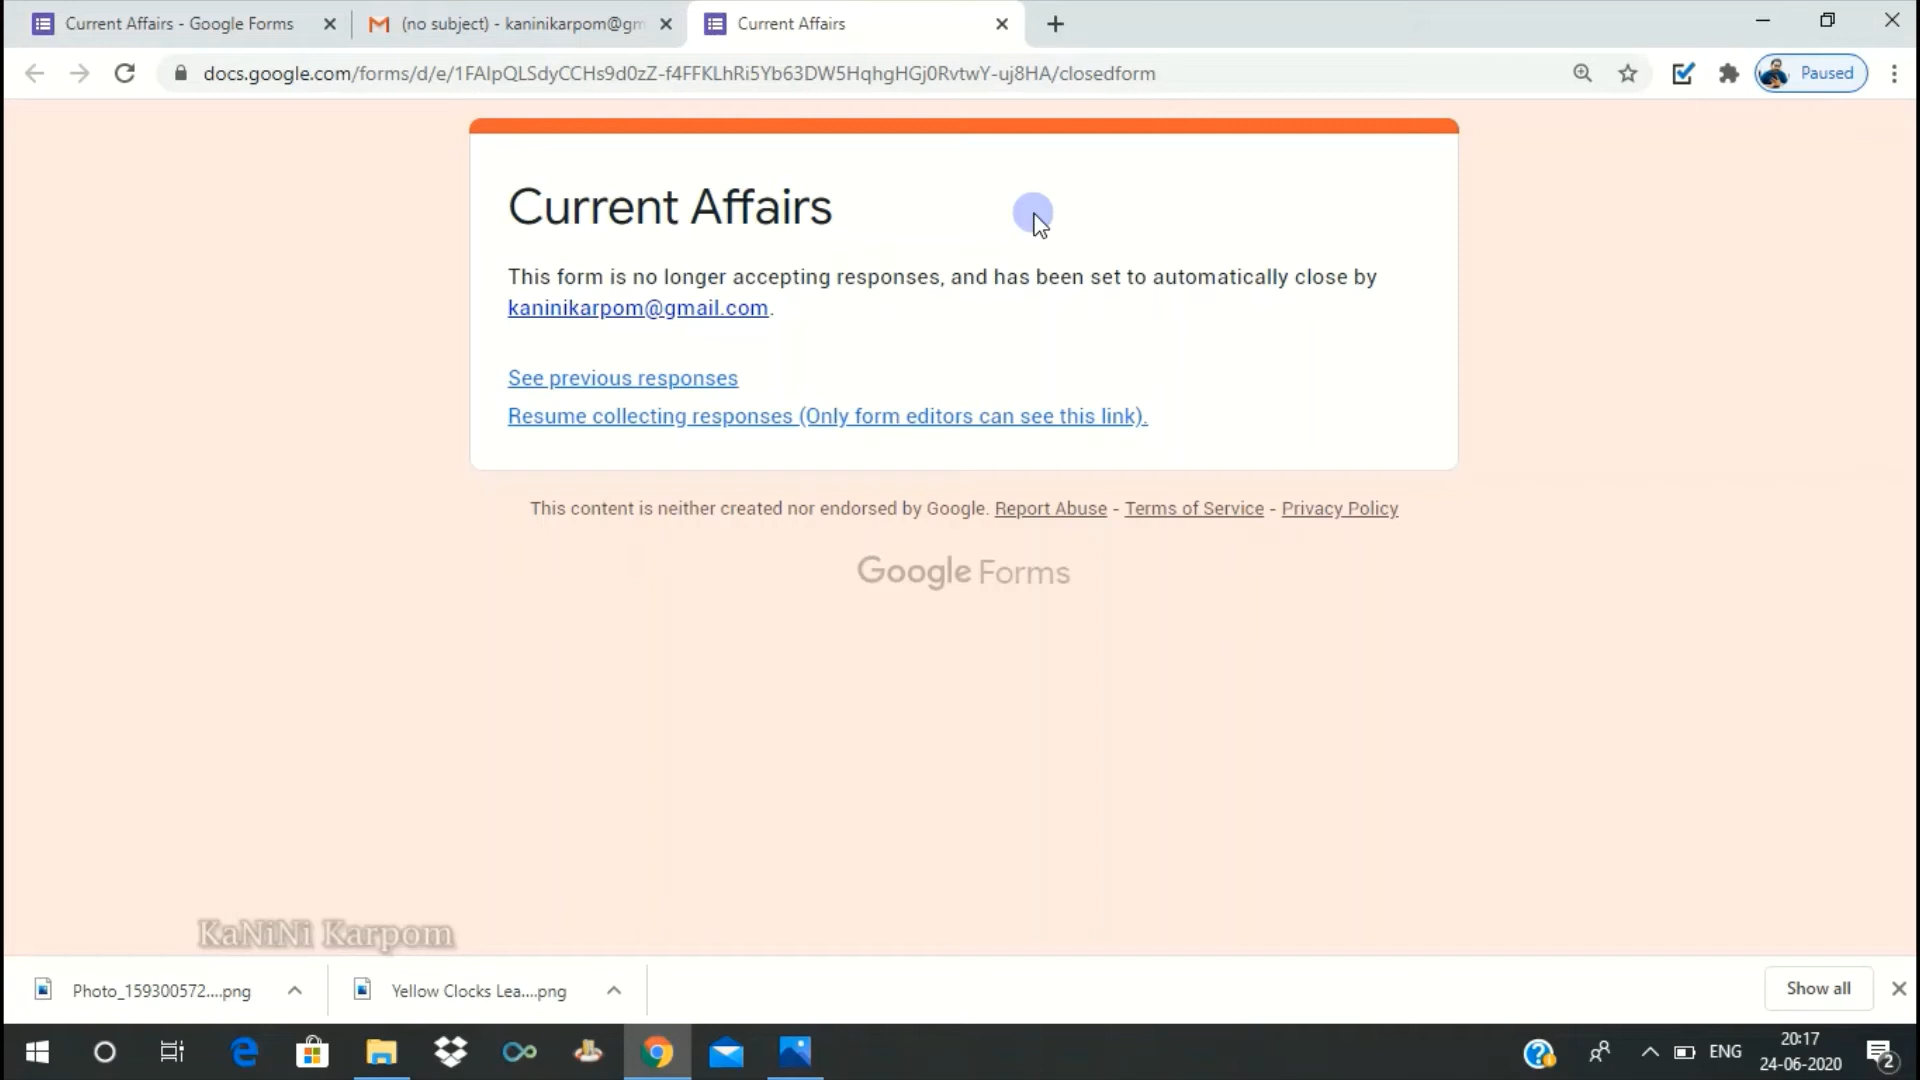 Current Affairs - Google Forms
(no subject) - kaninikarpom@gm
Current Affairs
docs.google.com/forms/d/e/1FAIpQLSdyCCHs9d0zZ-f4FFKLhRi5Yb63DW5HqhgHGj0RvtwY-uj8HA/closedform
Paused
Current Affairs
This form is no longer accepting responses, and has been set to automatically close by
kaninikarpom@gmail.com.
See previous responses
Resume collecting responses (Only form editors can see this link).
This content is neither created nor endorsed by Google. Report Abuse - Terms of Service - Privacy Policy
Google Forms
KaNiNi Karpom
Photo_159300572....png
Yellow Clocks Lea....png
Show all
ENG
20:17
24-06-2020
2